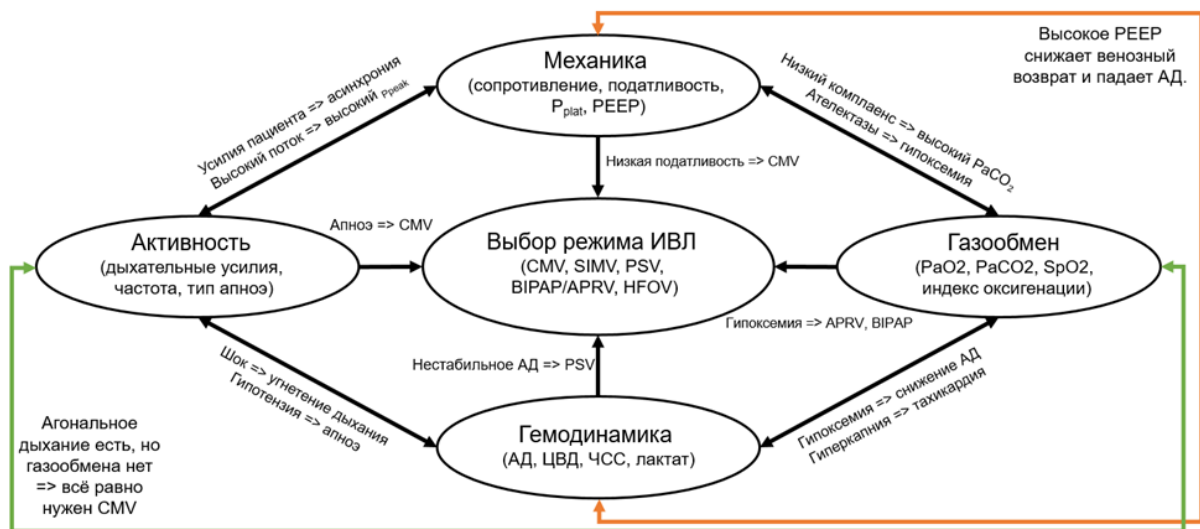 Механика
(сопротивление, податливость,
Pplat, PEEP)
Высокое PEEP
снижает венозный
возврат и падает АД.
Усилия пациента => асинхрония
Высокий поток => высокий Ppeak
Низкий комплаенс => высокий PaCO2
Ателектазы => гипоксемия
Низкая податливость => CMV
Активность
(дыхательные усилия,
частота, тип апноэ)
Апноэ => CMV
Выбор режима ИВЛ
(CMV, SIMV, PSV,
BIPAP/APRV, HFOV)
Газообмен
(PaO2, PaCO2, SpO2,
индекс оксигенации)
Гипоксемия => APRV, BIPAP
Нестабильное АД => PSV
Шок => угнетение дыхания
Гипотензия => апноэ
Гипоксемия => снижение АД
Гиперкапния => тахикардия
Агональное
дыхание есть, но
газообмена нет
=> всё равно
нужен CMV
Гемодинамика
(АД, ЦВД, ЧСС, лактат)